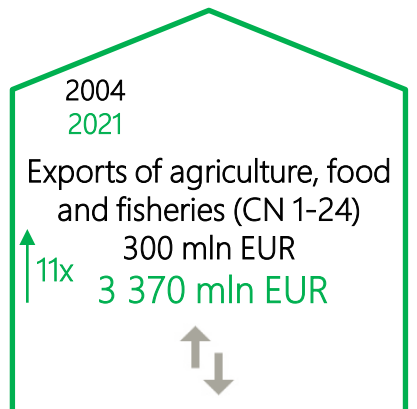 2004
2021
Exports of agriculture, food
and fisheries (CN 1-24)
300 mln EUR
11x
3 370 mln EUR